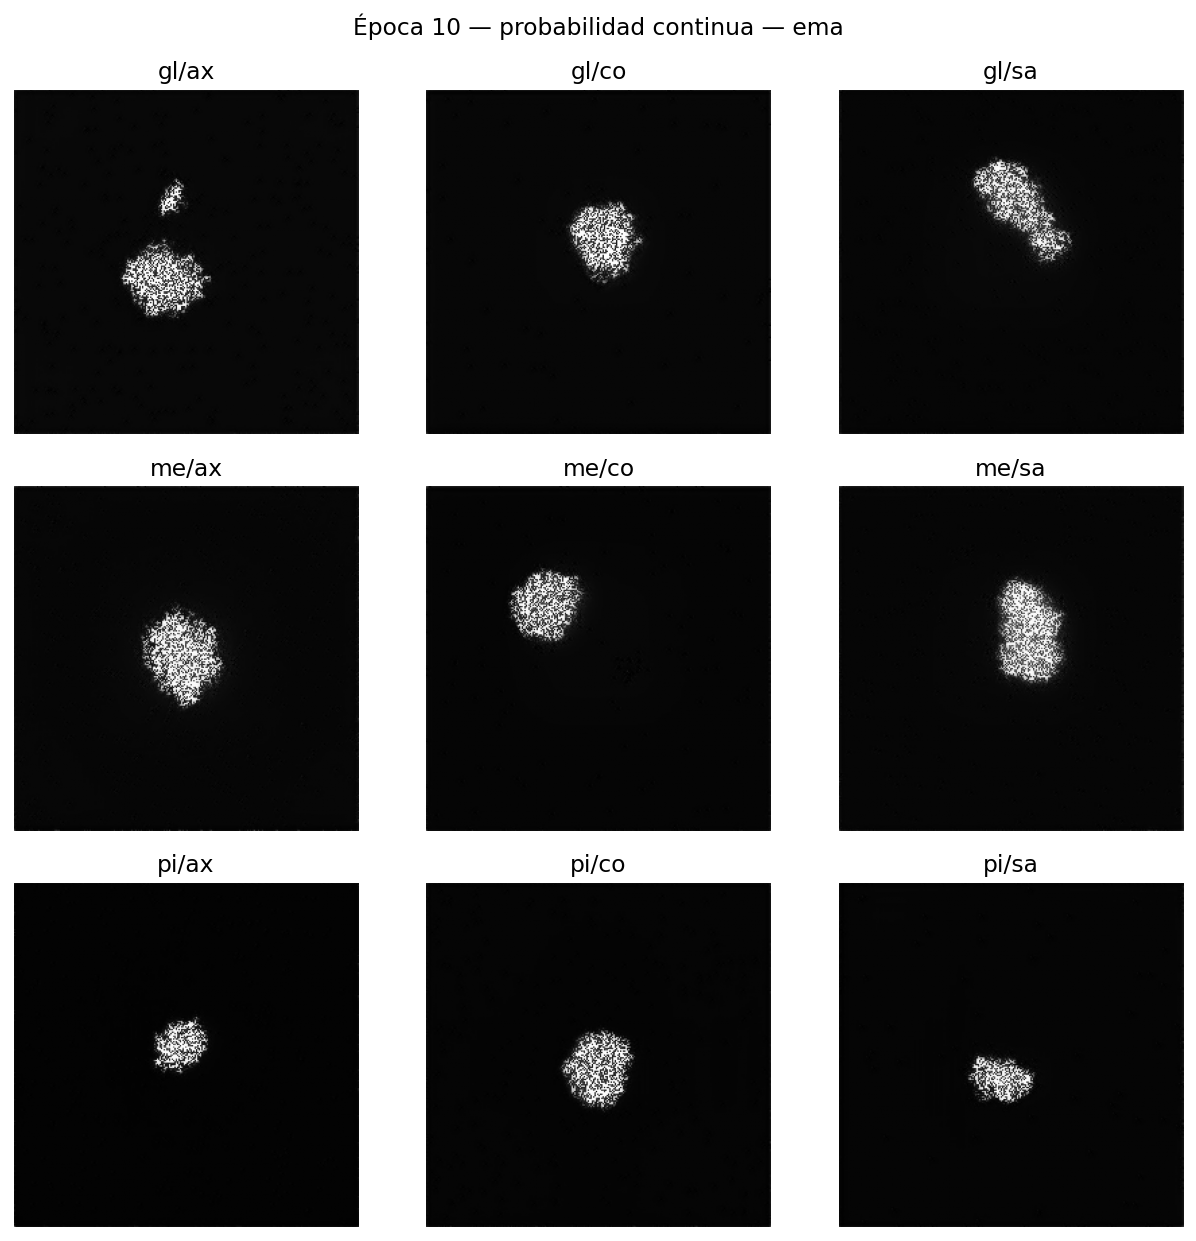 Época 10 — probabilidad continua — ema
gl/ax
gl/co
gl/sa
me/ax
me/co
me/sa
pi/ax
pi/co
pi/sa